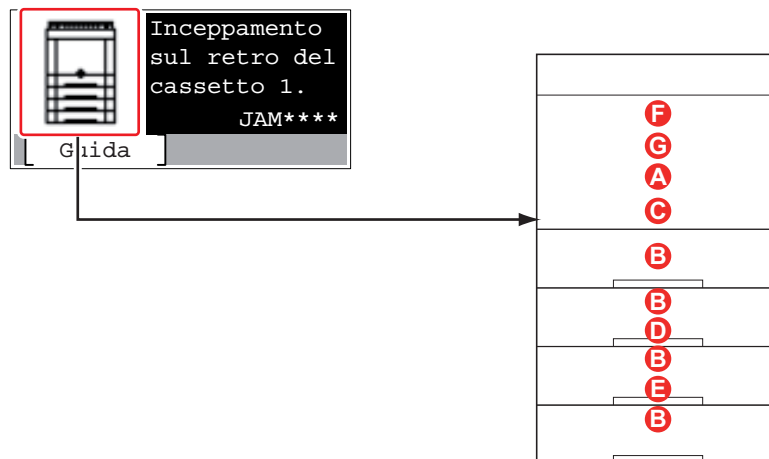 Inceppamento
sul retro del
cassetto 1.
JAM****
[ Guida ]
F
G
A
C
B
B
D
B
E
B